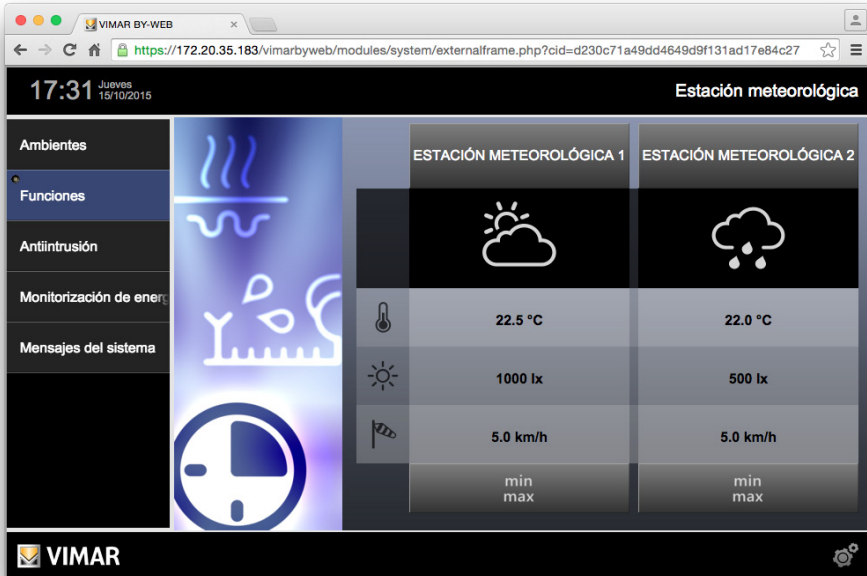 VIMAR BY-WEB
https://172.20.35.183/vimarbyweb/modules/system/externalframe.php?cid=d230c71a49dd4649d9f131ad17e84c27
17:31
Jueves
15/10/2015
Estación meteorológica
Ambientes
Funciones
Antiintrusión
Monitorización de energ
Mensajes del sistema
ESTACIÓN METEOROLÓGICA 1
ESTACIÓN METEOROLÓGICA 2
22.5 °C
22.0 °C
1000 lx
500 lx
5.0 km/h
5.0 km/h
min
max
min
max
VIMAR